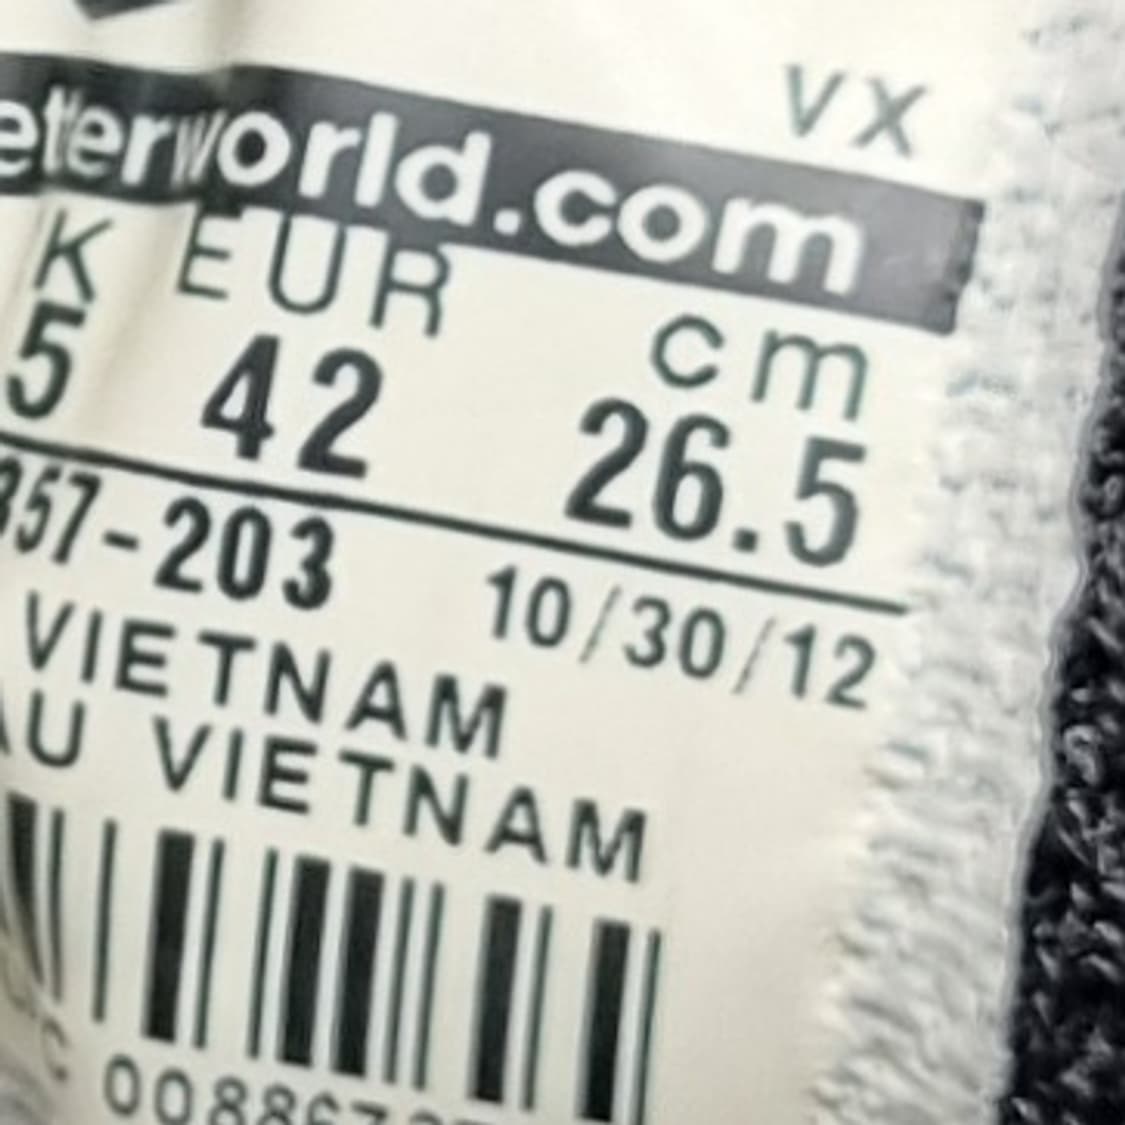 VX
eterworld.com
K EUR cm
5 42 26.5
357-203 10/30/12
VIETNAM
AU VIETNAM